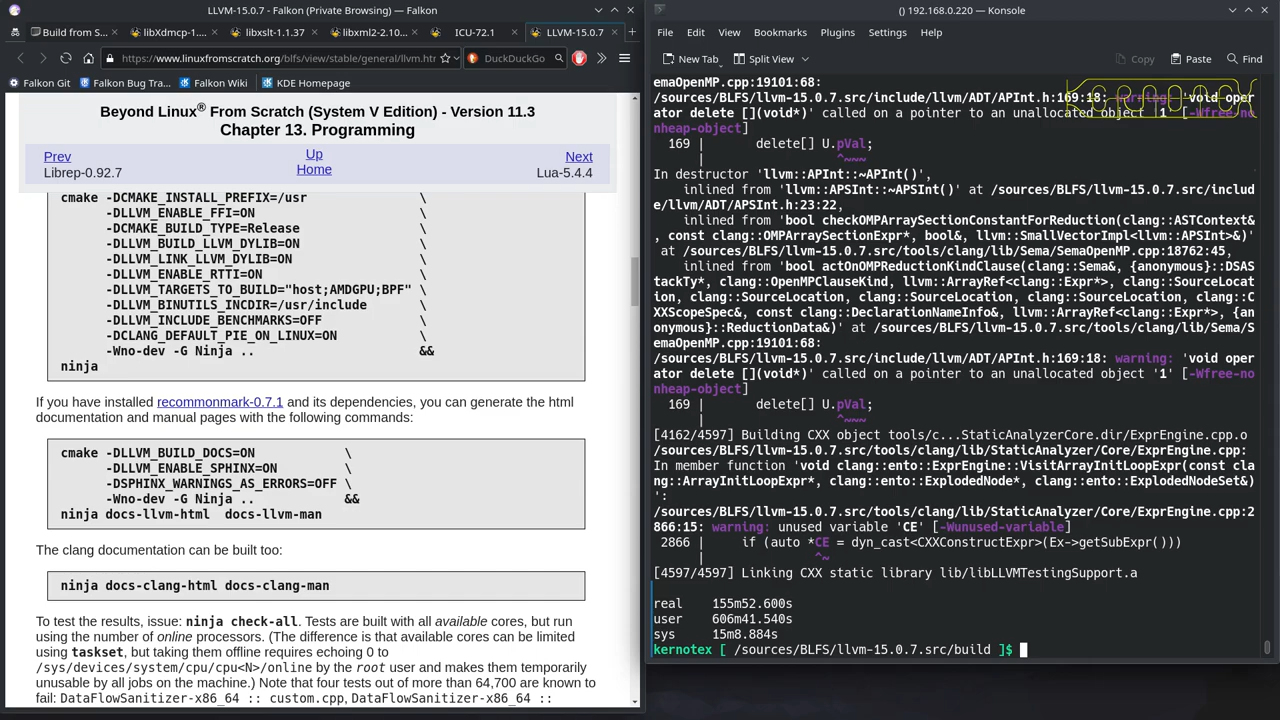 LLVM-15.0.7 - Falkon (Private Browsing) — Falkon
Build from S...
libXdmcp-1....
libxslt-1.1.37
libxml2-2.10...
ICU-72.1
LLVM-15.0.7
https://www.linuxfromscratch.org/blfs/view/stable/general/llvm.htm
DuckDuckGo
Falkon Git
Falkon Bug Tra...
Falkon Wiki
KDE Homepage
Beyond Linux® From Scratch (System V Edition) - Version 11.3
Chapter 13. Programming
Prev
Up
Next
Librep-0.92.7
Home
Lua-5.4.4
cmake -DCMAKE_INSTALL_PREFIX=/usr \
-DLLVM_ENABLE_FFI=ON \
-DCMAKE_BUILD_TYPE=Release \
-DLLVM_BUILD_LLVM_DYLIB=ON \
-DLLVM_LINK_LLVM_DYLIB=ON \
-DLLVM_ENABLE_RTTI=ON \
-DLLVM_TARGETS_TO_BUILD="host;AMDGPU;BPF" \
-DLLVM_BINUTILS_INCDIR=/usr/include \
-DLLVM_INCLUDE_BENCHMARKS=OFF \
-DCLANG_DEFAULT_PIE_ON_LINUX=ON \
-Wno-dev -G Ninja .. &&
ninja
If you have installed recommonmark-0.7.1 and its dependencies, you can generate the html
documentation and manual pages with the following commands:
cmake -DLLVM_BUILD_DOCS=ON \
-DLLVM_ENABLE_SPHINX=ON \
-DSPHINX_WARNINGS_AS_ERRORS=OFF \
-Wno-dev -G Ninja .. &&
ninja docs-llvm-html docs-llvm-man
The clang documentation can be built too:
ninja docs-clang-html docs-clang-man
To test the results, issue: ninja check-all. Tests are built with all available cores, but run
using the number of online processors. (The difference is that available cores can be limited
using taskset, but taking them offline requires echoing 0 to
/sys/devices/system/cpu/cpu<N>/online by the root user and makes them temporarily
unusable by all jobs on the machine.) Note that four tests out of more than 64,700 are known to
fail: DataFlowSanitizer-x86_64 :: custom.cpp, DataFlowSanitizer-x86_64 ::
() 192.168.0.220 — Konsole
File Edit View Bookmarks Plugins Settings Help
New Tab
Split View
Copy
Paste
Find
emaOpenMP.cpp:19101:68:
/sources/BLFS/llvm-15.0.7.src/include/llvm/ADT/APInt.h:169:18: warning: 'void oper
ator delete [](void*)' called on a pointer to an unallocated object '1' [-Wfree-no
nheap-object]
169 | delete[] U.pVal;
| ^~~~
In destructor 'llvm::APInt::~APInt()',
inlined from 'llvm::APSInt::~APSInt()' at /sources/BLFS/llvm-15.0.7.src/includ
e/llvm/ADT/APSInt.h:23:22,
inlined from 'bool checkOMPArraySectionConstantForReduction(clang::ASTContext&
, const clang::OMPArraySectionExpr*, bool&, llvm::SmallVectorImpl<llvm::APSInt>&)'
at /sources/BLFS/llvm-15.0.7.src/tools/clang/lib/Sema/SemaOpenMP.cpp:18762:45,
inlined from 'bool actOnOMPReductionKindClause(clang::Sema&, {anonymous}::DSAS
tackTy*, clang::OpenMPClauseKind, llvm::ArrayRef<clang::Expr*>, clang::SourceLocat
ion, clang::SourceLocation, clang::SourceLocation, clang::SourceLocation, clang::C
XXScopeSpec&, const clang::DeclarationNameInfo&, llvm::ArrayRef<clang::Expr*>, {an
onymous}::ReductionData&)' at /sources/BLFS/llvm-15.0.7.src/tools/clang/lib/Sema/S
emaOpenMP.cpp:19101:68:
/sources/BLFS/llvm-15.0.7.src/include/llvm/ADT/APInt.h:169:18: warning: 'void oper
ator delete [](void*)' called on a pointer to an unallocated object '1' [-Wfree-no
nheap-object]
169 | delete[] U.pVal;
| ^~~~
[4162/4597] Building CXX object tools/c...StaticAnalyzerCore.dir/ExprEngine.cpp.o
/sources/BLFS/llvm-15.0.7.src/tools/clang/lib/StaticAnalyzer/Core/ExprEngine.cpp:
In member function 'void clang::ento::ExprEngine::VisitArrayInitLoopExpr(const cla
ng::ArrayInitLoopExpr*, clang::ento::ExplodedNode*, clang::ento::ExplodedNodeSet&)
':
/sources/BLFS/llvm-15.0.7.src/tools/clang/lib/StaticAnalyzer/Core/ExprEngine.cpp:2
866:15: warning: unused variable 'CE' [-Wunused-variable]
2866 | if (auto *CE = dyn_cast<CXXConstructExpr>(Ex->getSubExpr()))
| ^~
[4597/4597] Linking CXX static library lib/libLLVMTestingSupport.a
real 155m52.600s
user 606m41.540s
sys 15m8.884s
kernotex [ /sources/BLFS/llvm-15.0.7.src/build ]$